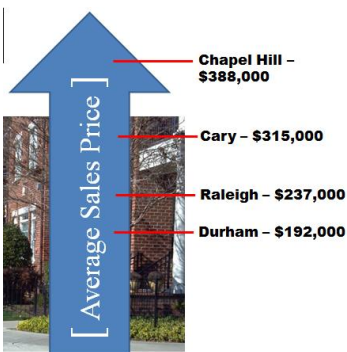 Chapel Hill –
$388,000
Cary – $315,000
Raleigh – $237,000
Durham – $192,000
[ Average Sales Price ]